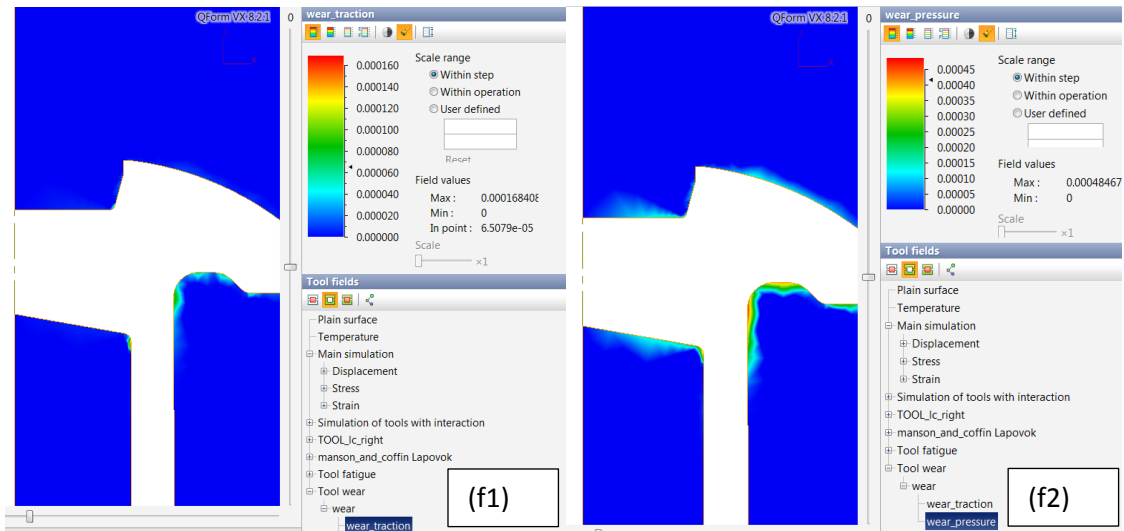 QForm VX 8.2.1
0
wear_traction
0.000160
0.000140
0.000120
0.000100
0.000080
0.000060
0.000040
0.000020
0.000000
Scale range
Within step
Within operation
User defined
Reset
Field values
Max : 0.00016840
Min : 0
In point : 6.5079e-05
Scale
×1
Tool fields
Plain surface
Temperature
Main simulation
Displacement
Stress
Strain
Simulation of tools with interaction
TOOL_lc_right
manson_and_coffin Lapovok
Tool fatigue
Tool wear
wear
wear_traction
(f1)
QForm VX 8.2.1
0
wear_pressure
0.00045
0.00040
0.00035
0.00030
0.00025
0.00020
0.00015
0.00010
0.00005
0.00000
Scale range
Within step
Within operation
User defined
Field values
Max : 0.00048467
Min : 0
Scale
×1
Tool fields
Plain surface
Temperature
Main simulation
Displacement
Stress
Strain
Simulation of tools with interaction
TOOL_lc_right
manson_and_coffin Lapovok
Tool fatigue
Tool wear
wear
wear_traction
wear_pressure
(f2)